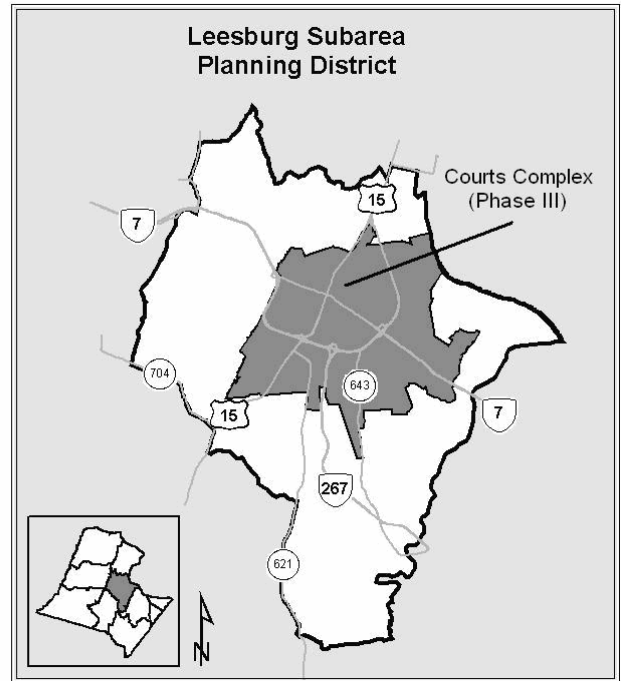 Leesburg Subarea
Planning District
Courts Complex
(Phase III)
15
7
704
643
15
7
267
621
N